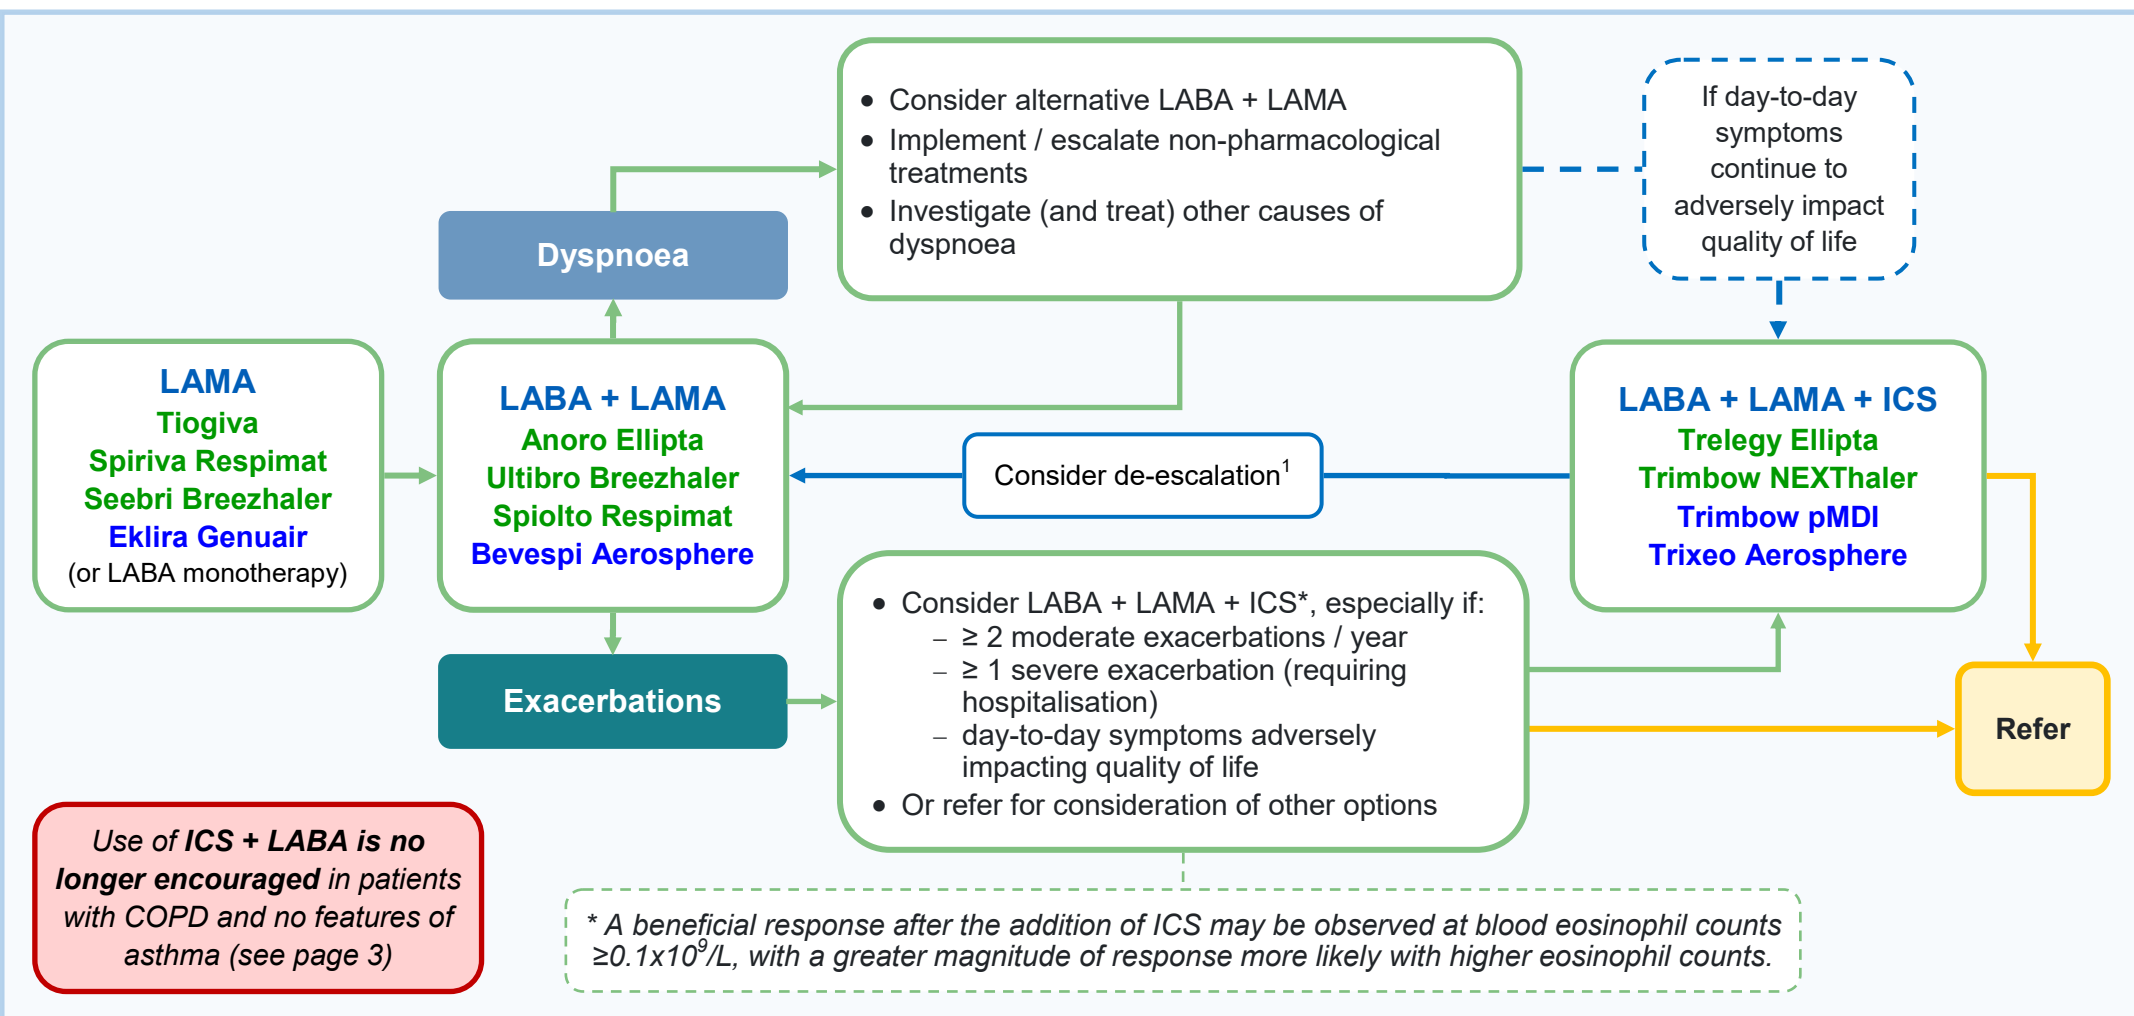 • Consider alternative LABA + LAMA
• Implement / escalate non-pharmacological
treatments
• Investigate (and treat) other causes of
dyspnoea
If day-to-day
symptoms
continue to
adversely impact
quality of life
Dyspnoea
LAMA
Tiogiva
Spiriva Respimat
Seebri Breezhaler
Eklira Genuair
(or LABA monotherapy)
LABA + LAMA
Anoro Ellipta
Ultibro Breezhaler
Spiolto Respimat
Bevespi Aerosphere
Consider de-escalation¹
LABA + LAMA + ICS
Trelegy Ellipta
Trimbow NEXThaler
Trimbow pMDI
Trixeo Aerosphere
Exacerbations
• Consider LABA + LAMA + ICS*, especially if:
– ≥ 2 moderate exacerbations / year
– ≥ 1 severe exacerbation (requiring
hospitalisation)
– day-to-day symptoms adversely
impacting quality of life
• Or refer for consideration of other options
Refer
Use of ICS + LABA is no
longer encouraged in patients
with COPD and no features of
asthma (see page 3)
* A beneficial response after the addition of ICS may be observed at blood eosinophil counts
≥0.1x10⁹/L, with a greater magnitude of response more likely with higher eosinophil counts.